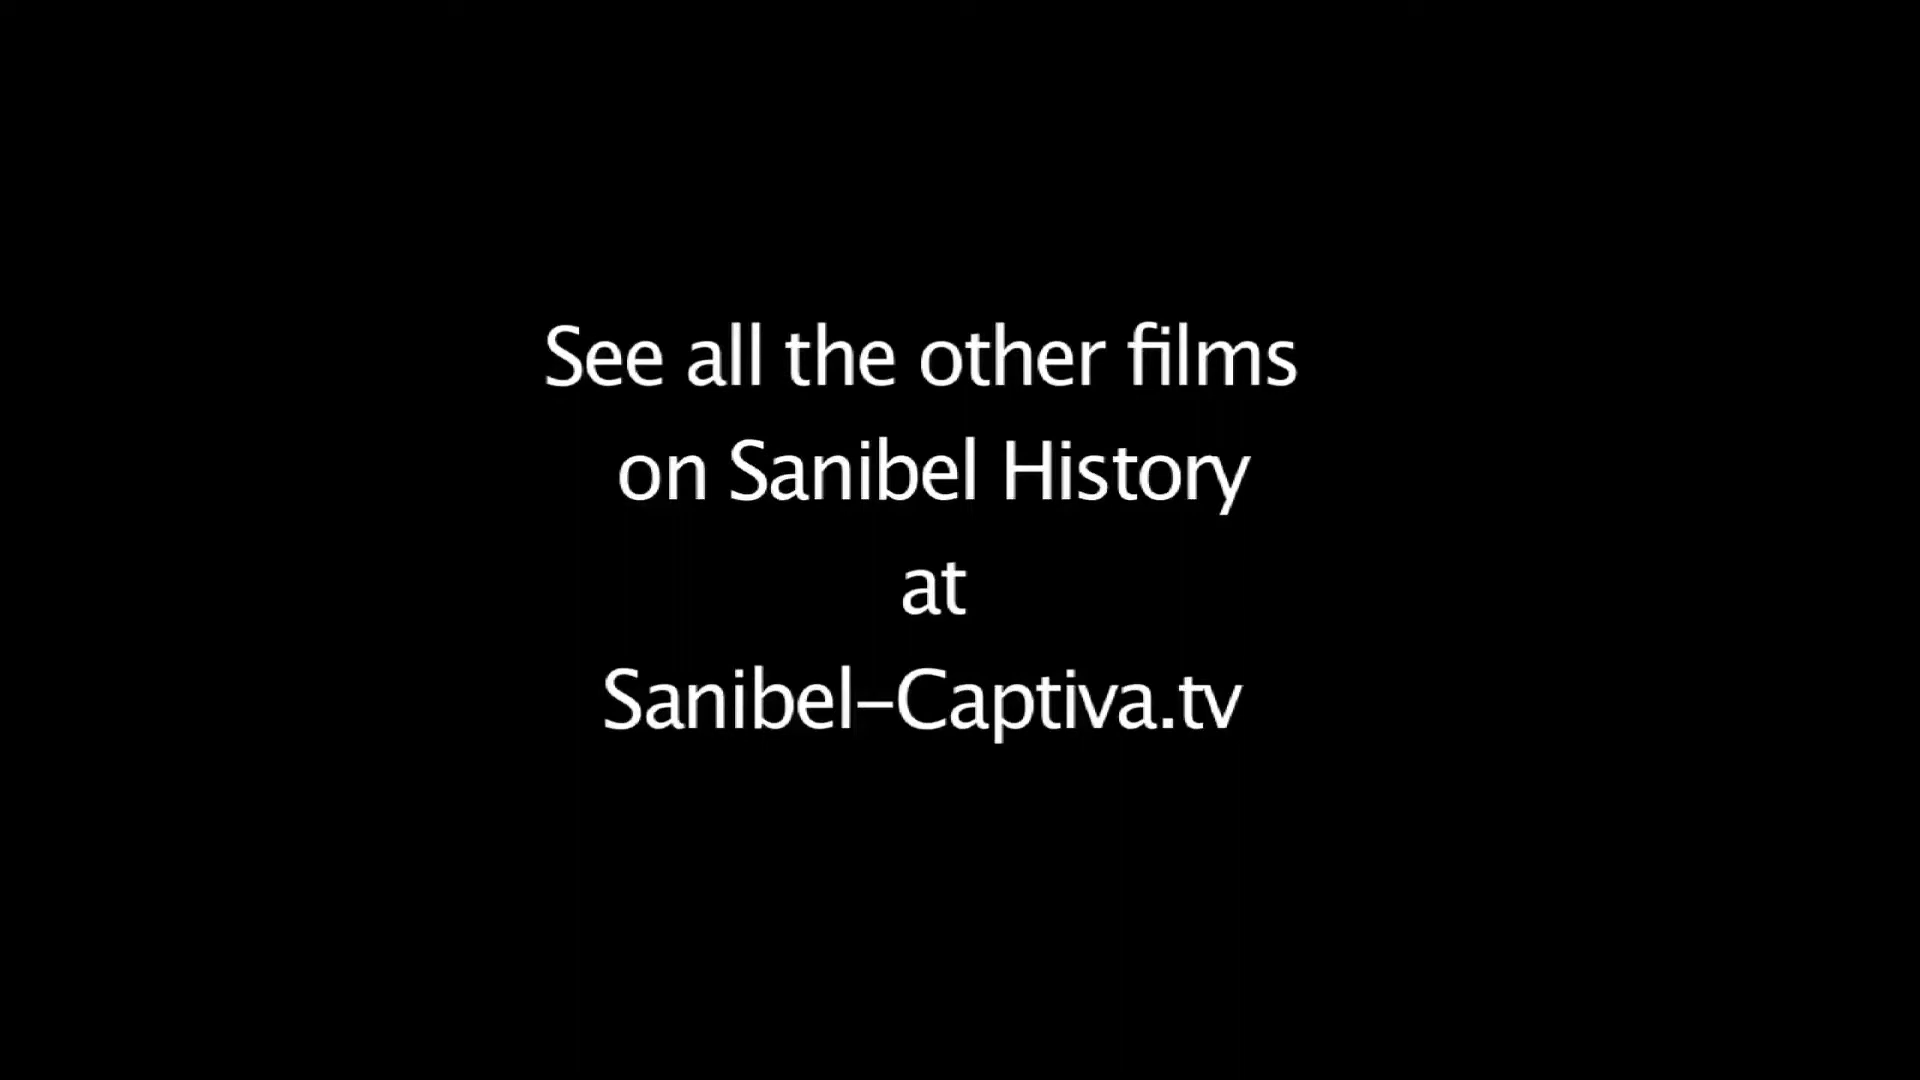 See all the other films
on Sanibel History
at
Sanibel-Captiva.tv